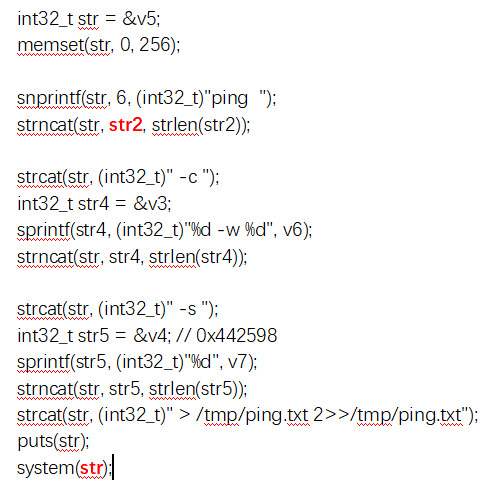 int32_t str = &v5;
memset(str, 0, 256);
snprintf(str, 6, (int32_t)"ping  ");
strncat(str, str2, strlen(str2));
strcat(str, (int32_t)" -c ");
int32_t str4 = &v3;
sprintf(str4, (int32_t)"%d -w %d", v6);
strncat(str, str4, strlen(str4));
strcat(str, (int32_t)" -s ");
int32_t str5 = &v4; // 0x442598
sprintf(str5, (int32_t)"%d", v7);
strncat(str, str5, strlen(str5));
strcat(str, (int32_t)" > /tmp/ping.txt 2>>/tmp/ping.txt");
puts(str);
system(str);